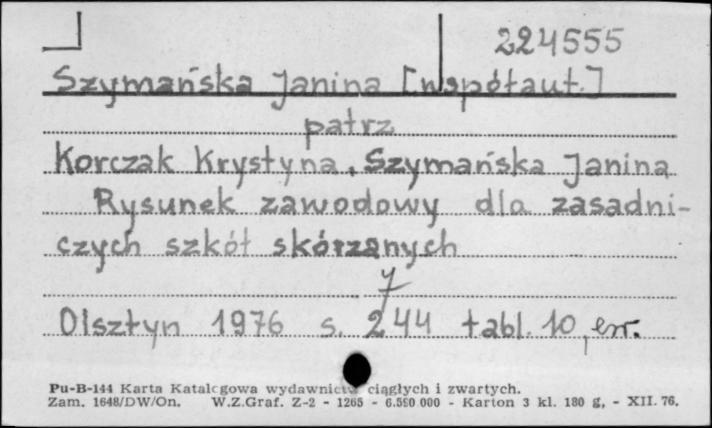 224555
Szymańska Janina [współaut.]
patrz
Korczak Krystyna, Szymańska Janina
Rysunek zawodowy dla zasadni-
czych szkół skórzanych
Olsztyn 1976 s. 244 tabl. 10, err.
Pu-B-144 Karta Katalogowa wydawnictw ciągłych i zwartych.
Zam. 1648/DW/On. W.Z.Graf. Z-2 - 1265 - 6.590 000 - Karton 3 kl. 180 g, - XII. 76.